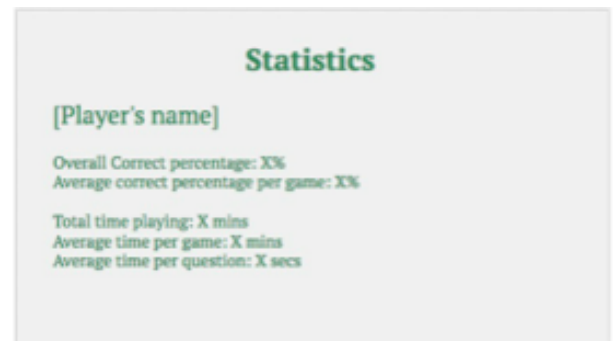 Statistics
[Player's name]
Overall Correct percentage: X%
Average correct percentage per game: X%
Total time playing: X mins
Average time per game: X mins
Average time per question: X secs